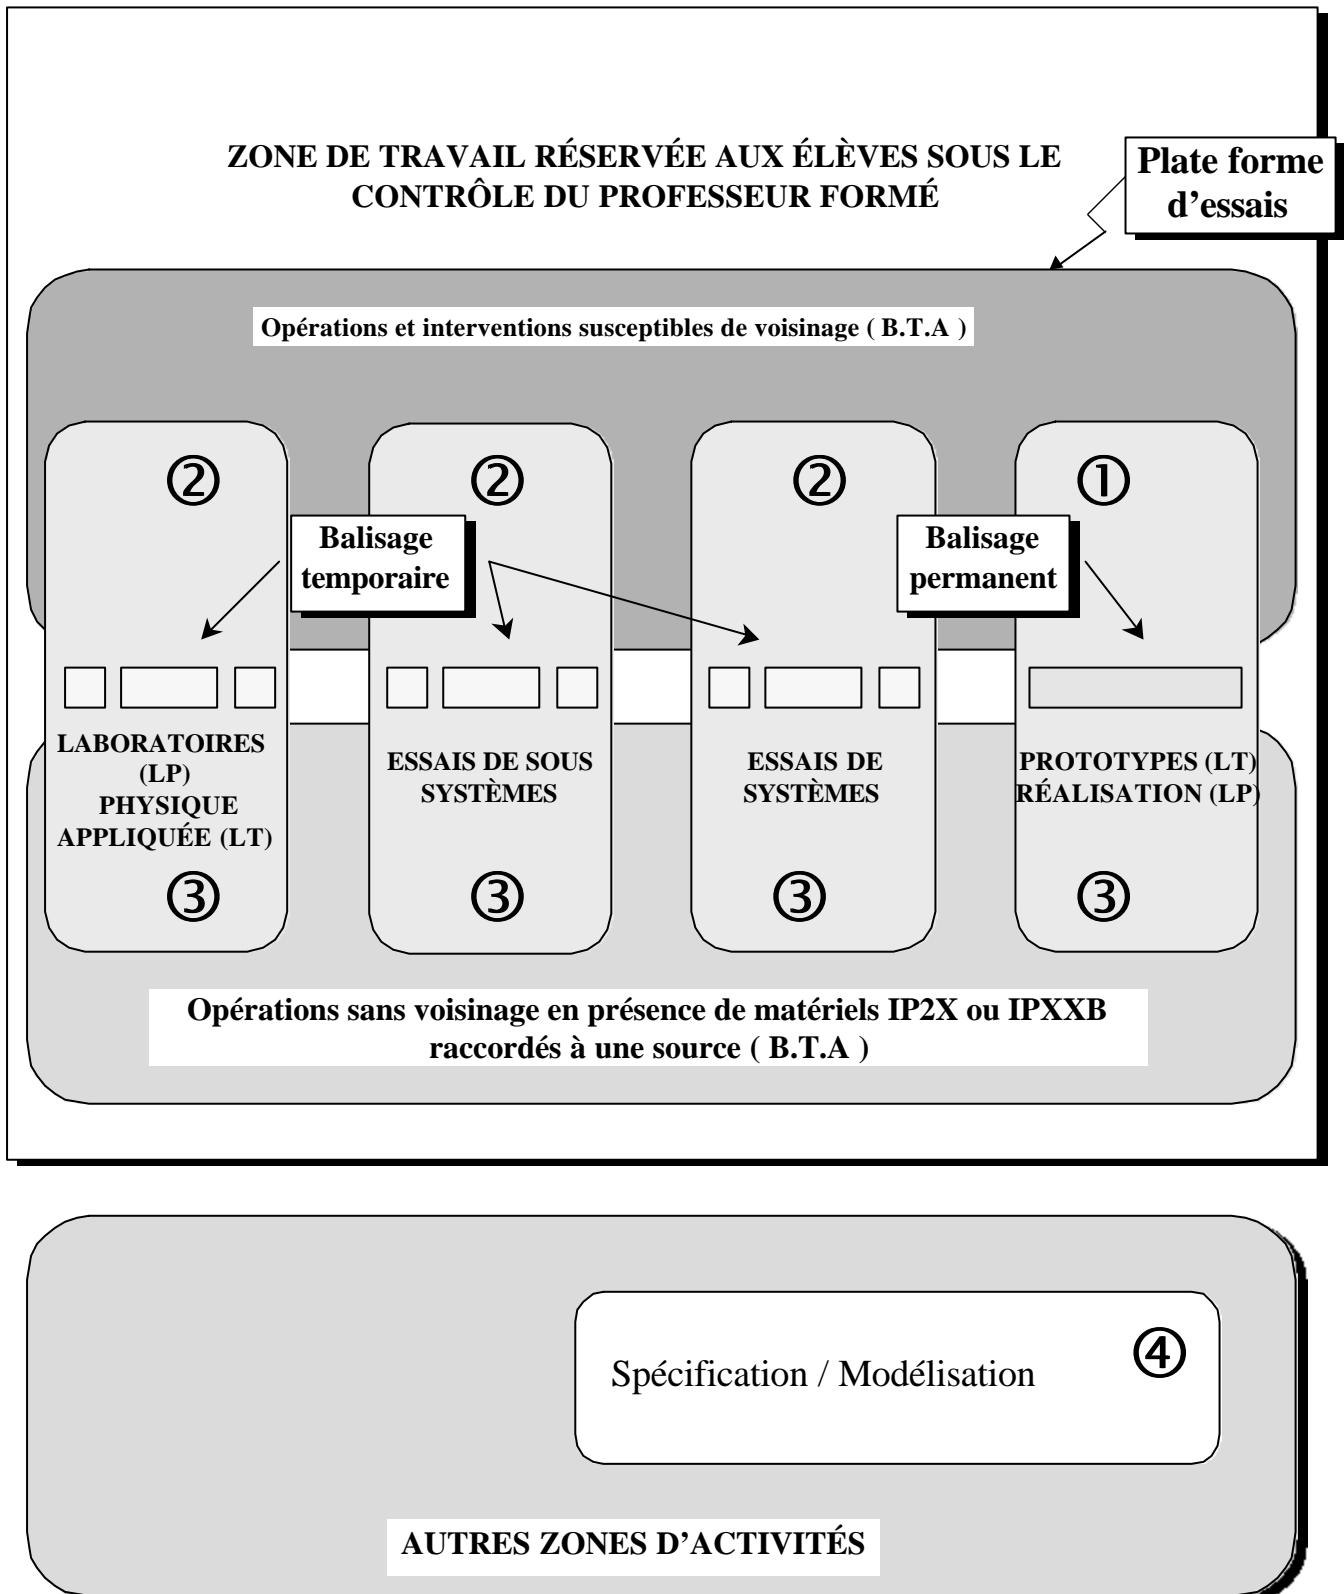 ZONE DE TRAVAIL RÉSERVÉE AUX ÉLÈVES SOUS LE
CONTRÔLE DU PROFESSEUR FORMÉ
Plate forme
d’essais
Opérations et interventions susceptibles de voisinage ( B.T.A )
② ② ② ①
Balisage
temporaire
Balisage
permanent
LABORATOIRES
(LP)
PHYSIQUE
APPLIQUÉE (LT)
ESSAIS DE SOUS
SYSTÈMES
ESSAIS DE
SYSTÈMES
PROTOTYPES (LT)
RÉALISATION (LP)
③ ③ ③ ③
Opérations sans voisinage en présence de matériels IP2X ou IPXXB
raccordés à une source ( B.T.A )
④
Spécification / Modélisation
AUTRES ZONES D’ACTIVITÉS